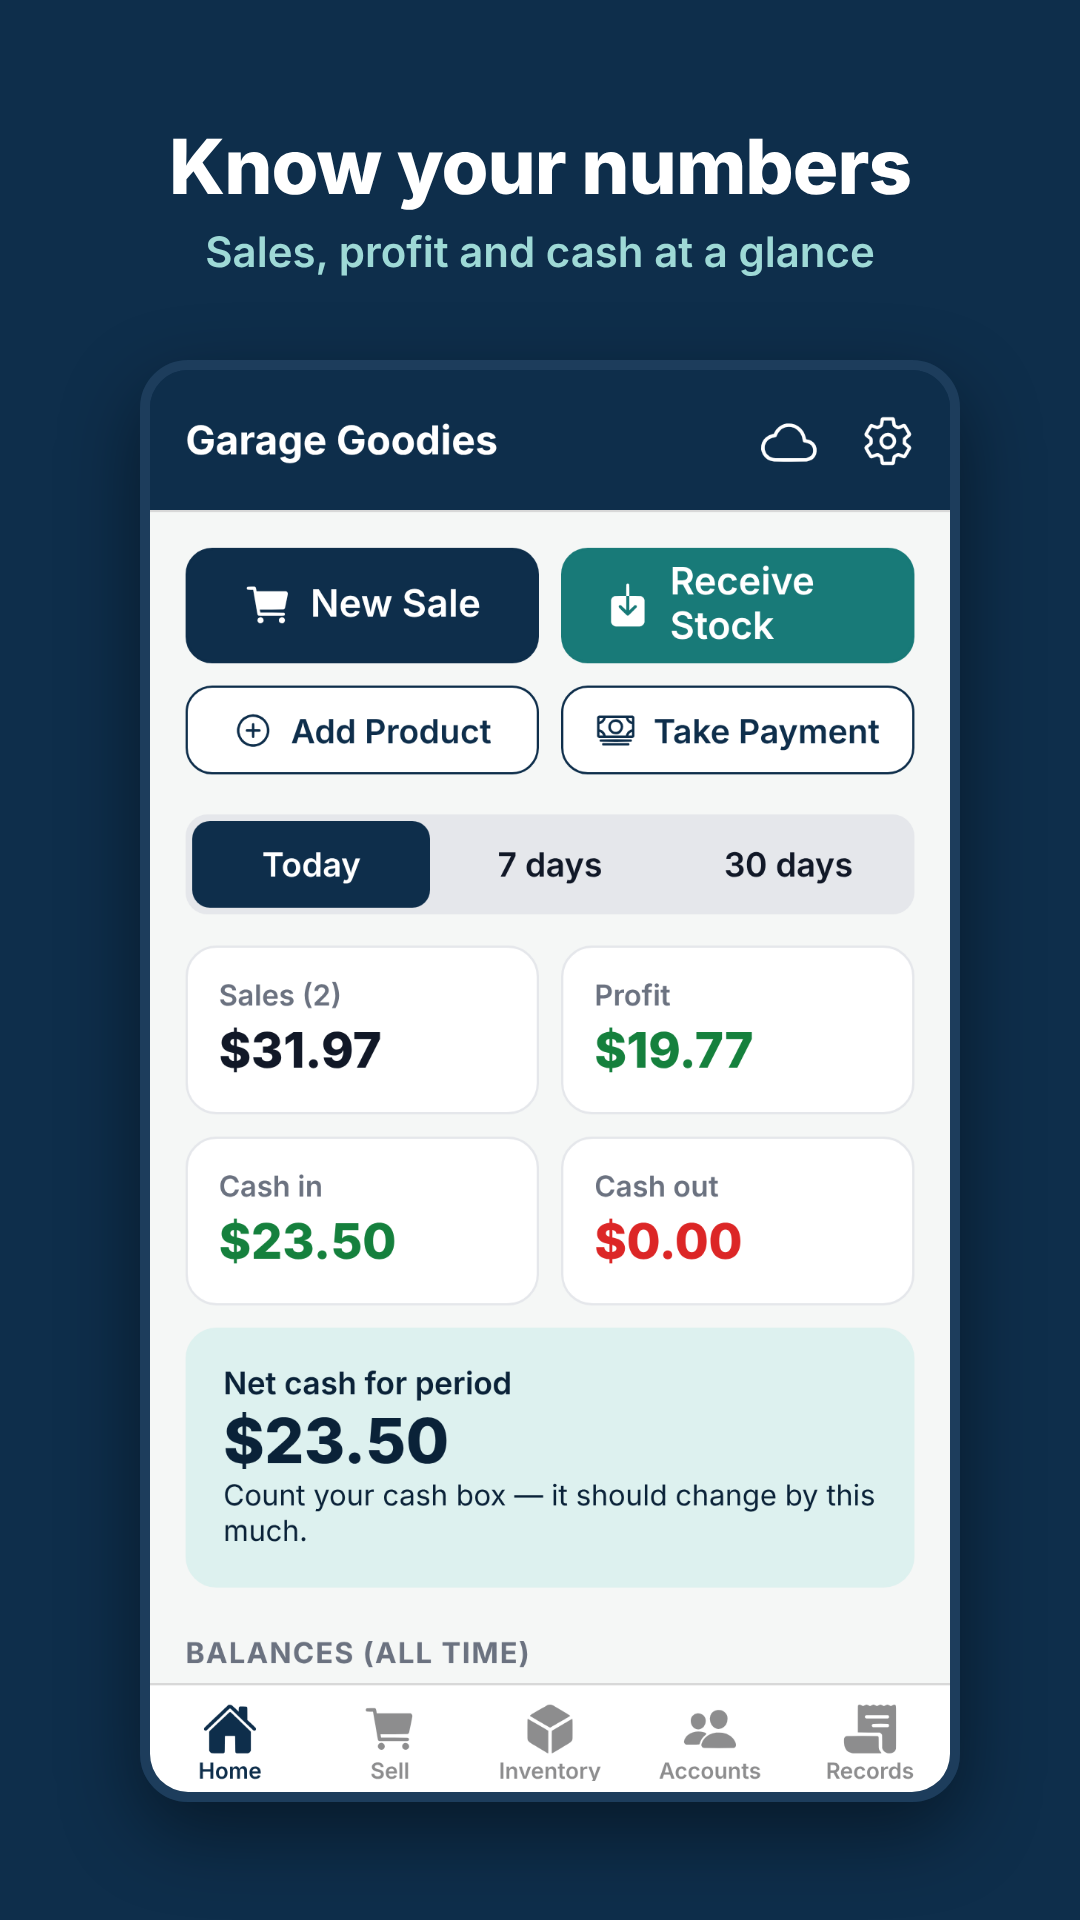 Know your numbers
Sales, profit and cash at a glance
Garage Goodies
New Sale
Receive
Stock
Add Product
Take Payment
Today
7 days
30 days
Sales (2)
$31.97
Profit
$19.77
Cash in
$23.50
Cash out
$0.00
Net cash for period
$23.50
Count your cash box — it should change by this
much.
BALANCES (ALL TIME)
Home
Sell
Inventory
Accounts
Records